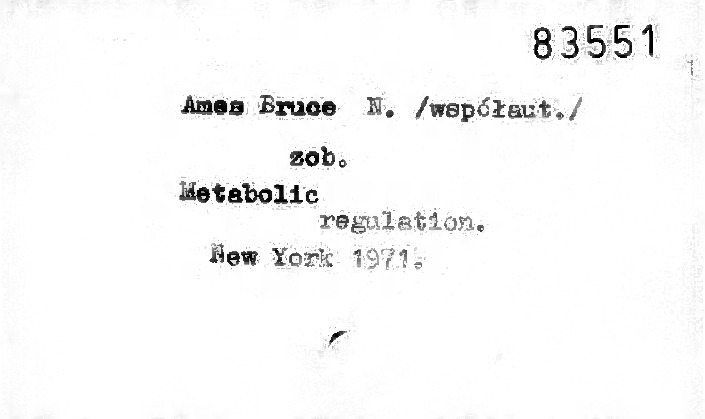 83551
Ames Bruce N. /współaut./
zob.
Metabolic
regulation.
New York 1971.